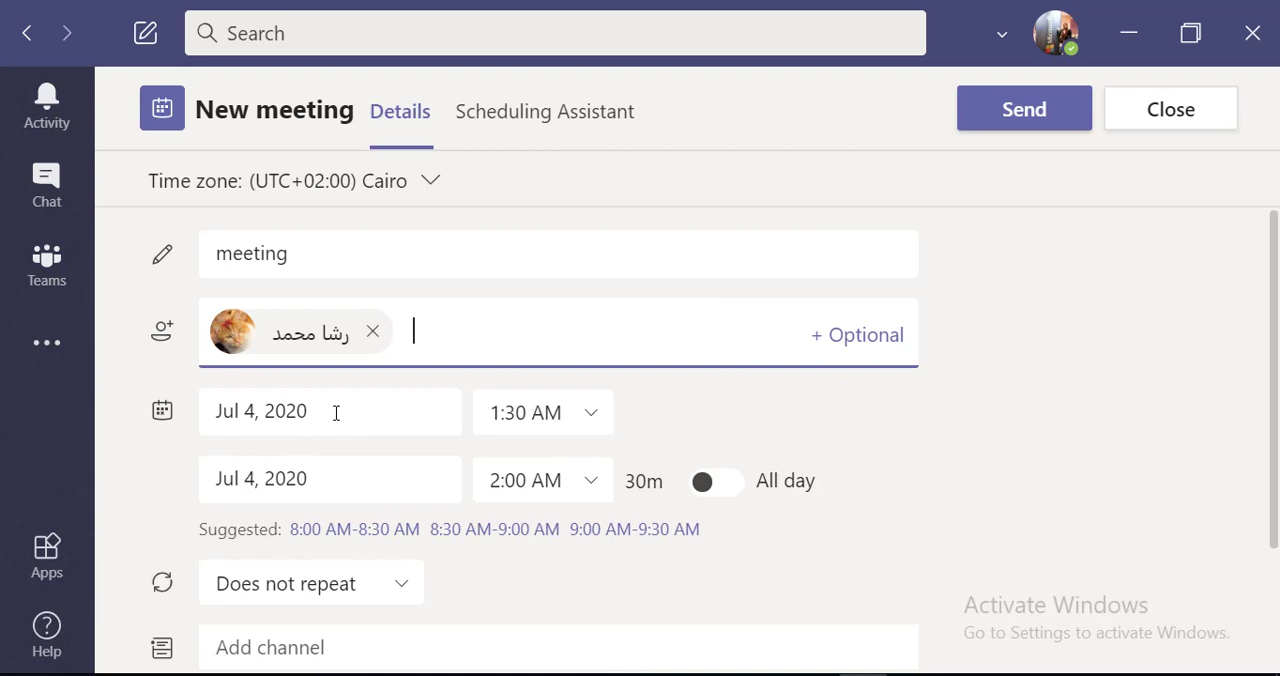 Search
Activity
Chat
Teams
Apps
Help
New meeting Details Scheduling Assistant Send Close
Time zone: (UTC+02:00) Cairo
meeting
رشا محمد + Optional
Jul 4, 2020 1:30 AM
Jul 4, 2020 2:00 AM 30m All day
Suggested: 8:00 AM-8:30 AM 8:30 AM-9:00 AM 9:00 AM-9:30 AM
Does not repeat
Add channel
Activate Windows
Go to Settings to activate Windows.